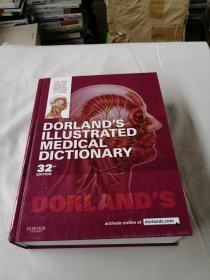 DORLAND'S
ILLUSTRATED
MEDICAL
DICTIONARY
32nd
EDITION
DORLAND'S
ELSEVIER
activate online at dorlands.com